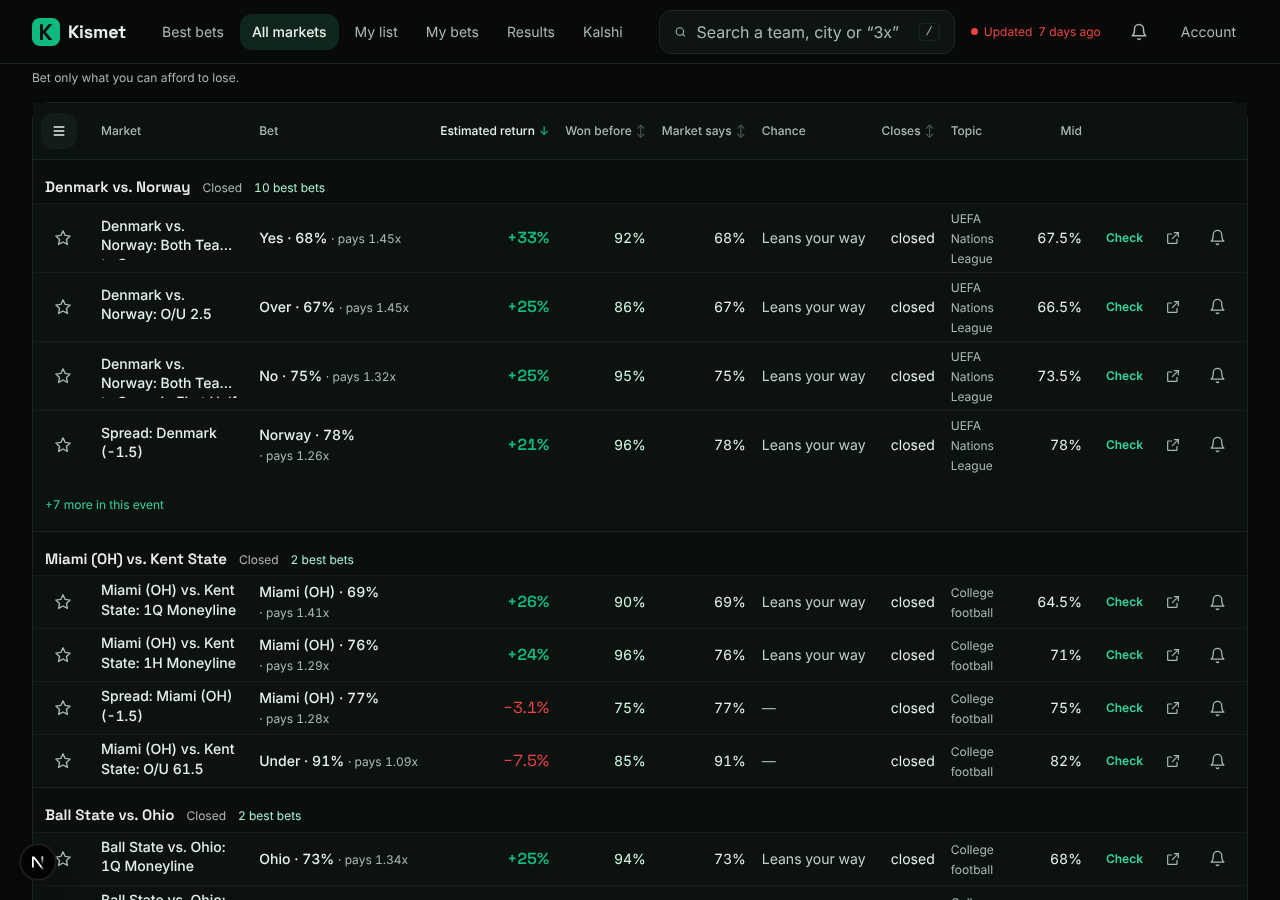 Kismet
Best bets
All markets
My list
My bets
Results
Kalshi
Search a team, city or “3x”
/
Updated 7 days ago
Account
Bet only what you can afford to lose.
Market Bet Estimated return Won before Market says Chance Closes Topic Mid
Denmark vs. Norway Closed 10 best bets
Denmark vs.
Norway: Both Tea...
Yes · 68% · pays 1.45x
+33%
92%
68%
Leans your way
closed
UEFA
Nations
League
67.5%
Check
Denmark vs.
Norway: O/U 2.5
Over · 67% · pays 1.45x
+25%
86%
67%
Leans your way
closed
UEFA
Nations
League
66.5%
Check
Denmark vs.
Norway: Both Tea...
No · 75% · pays 1.32x
+25%
95%
75%
Leans your way
closed
UEFA
Nations
League
73.5%
Check
Spread: Denmark
(-1.5)
Norway · 78%
· pays 1.26x
+21%
96%
78%
Leans your way
closed
UEFA
Nations
League
78%
Check
+7 more in this event
Miami (OH) vs. Kent State Closed 2 best bets
Miami (OH) vs. Kent
State: 1Q Moneyline
Miami (OH) · 69%
· pays 1.41x
+26%
90%
69%
Leans your way
closed
College
football
64.5%
Check
Miami (OH) vs. Kent
State: 1H Moneyline
Miami (OH) · 76%
· pays 1.29x
+24%
96%
76%
Leans your way
closed
College
football
71%
Check
Spread: Miami (OH)
(-1.5)
Miami (OH) · 77%
· pays 1.28x
−3.1%
75%
77%
—
closed
College
football
75%
Check
Miami (OH) vs. Kent
State: O/U 61.5
Under · 91% · pays 1.09x
−7.5%
85%
91%
—
closed
College
football
82%
Check
Ball State vs. Ohio Closed 2 best bets
Ball State vs. Ohio:
1Q Moneyline
Ohio · 73% · pays 1.34x
+25%
94%
73%
Leans your way
closed
College
football
68%
Check
N
Ball State vs. Ohio: